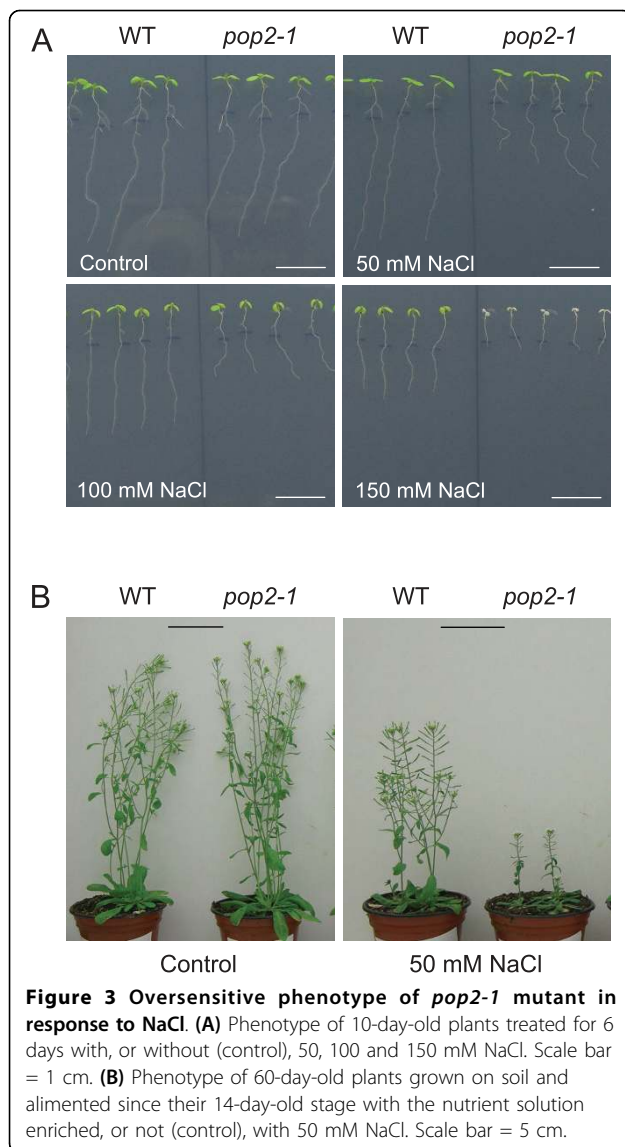 A
WT pop2-1 WT pop2-1
Control 50 mM NaCl
100 mM NaCl 150 mM NaCl
B
WT pop2-1 WT pop2-1
Control 50 mM NaCl
Figure 3 Oversensitive phenotype of pop2-1 mutant in
response to NaCl. (A) Phenotype of 10-day-old plants treated for 6
days with, or without (control), 50, 100 and 150 mM NaCl. Scale bar
= 1 cm. (B) Phenotype of 60-day-old plants grown on soil and
alimented since their 14-day-old stage with the nutrient solution
enriched, or not (control), with 50 mM NaCl. Scale bar = 5 cm.